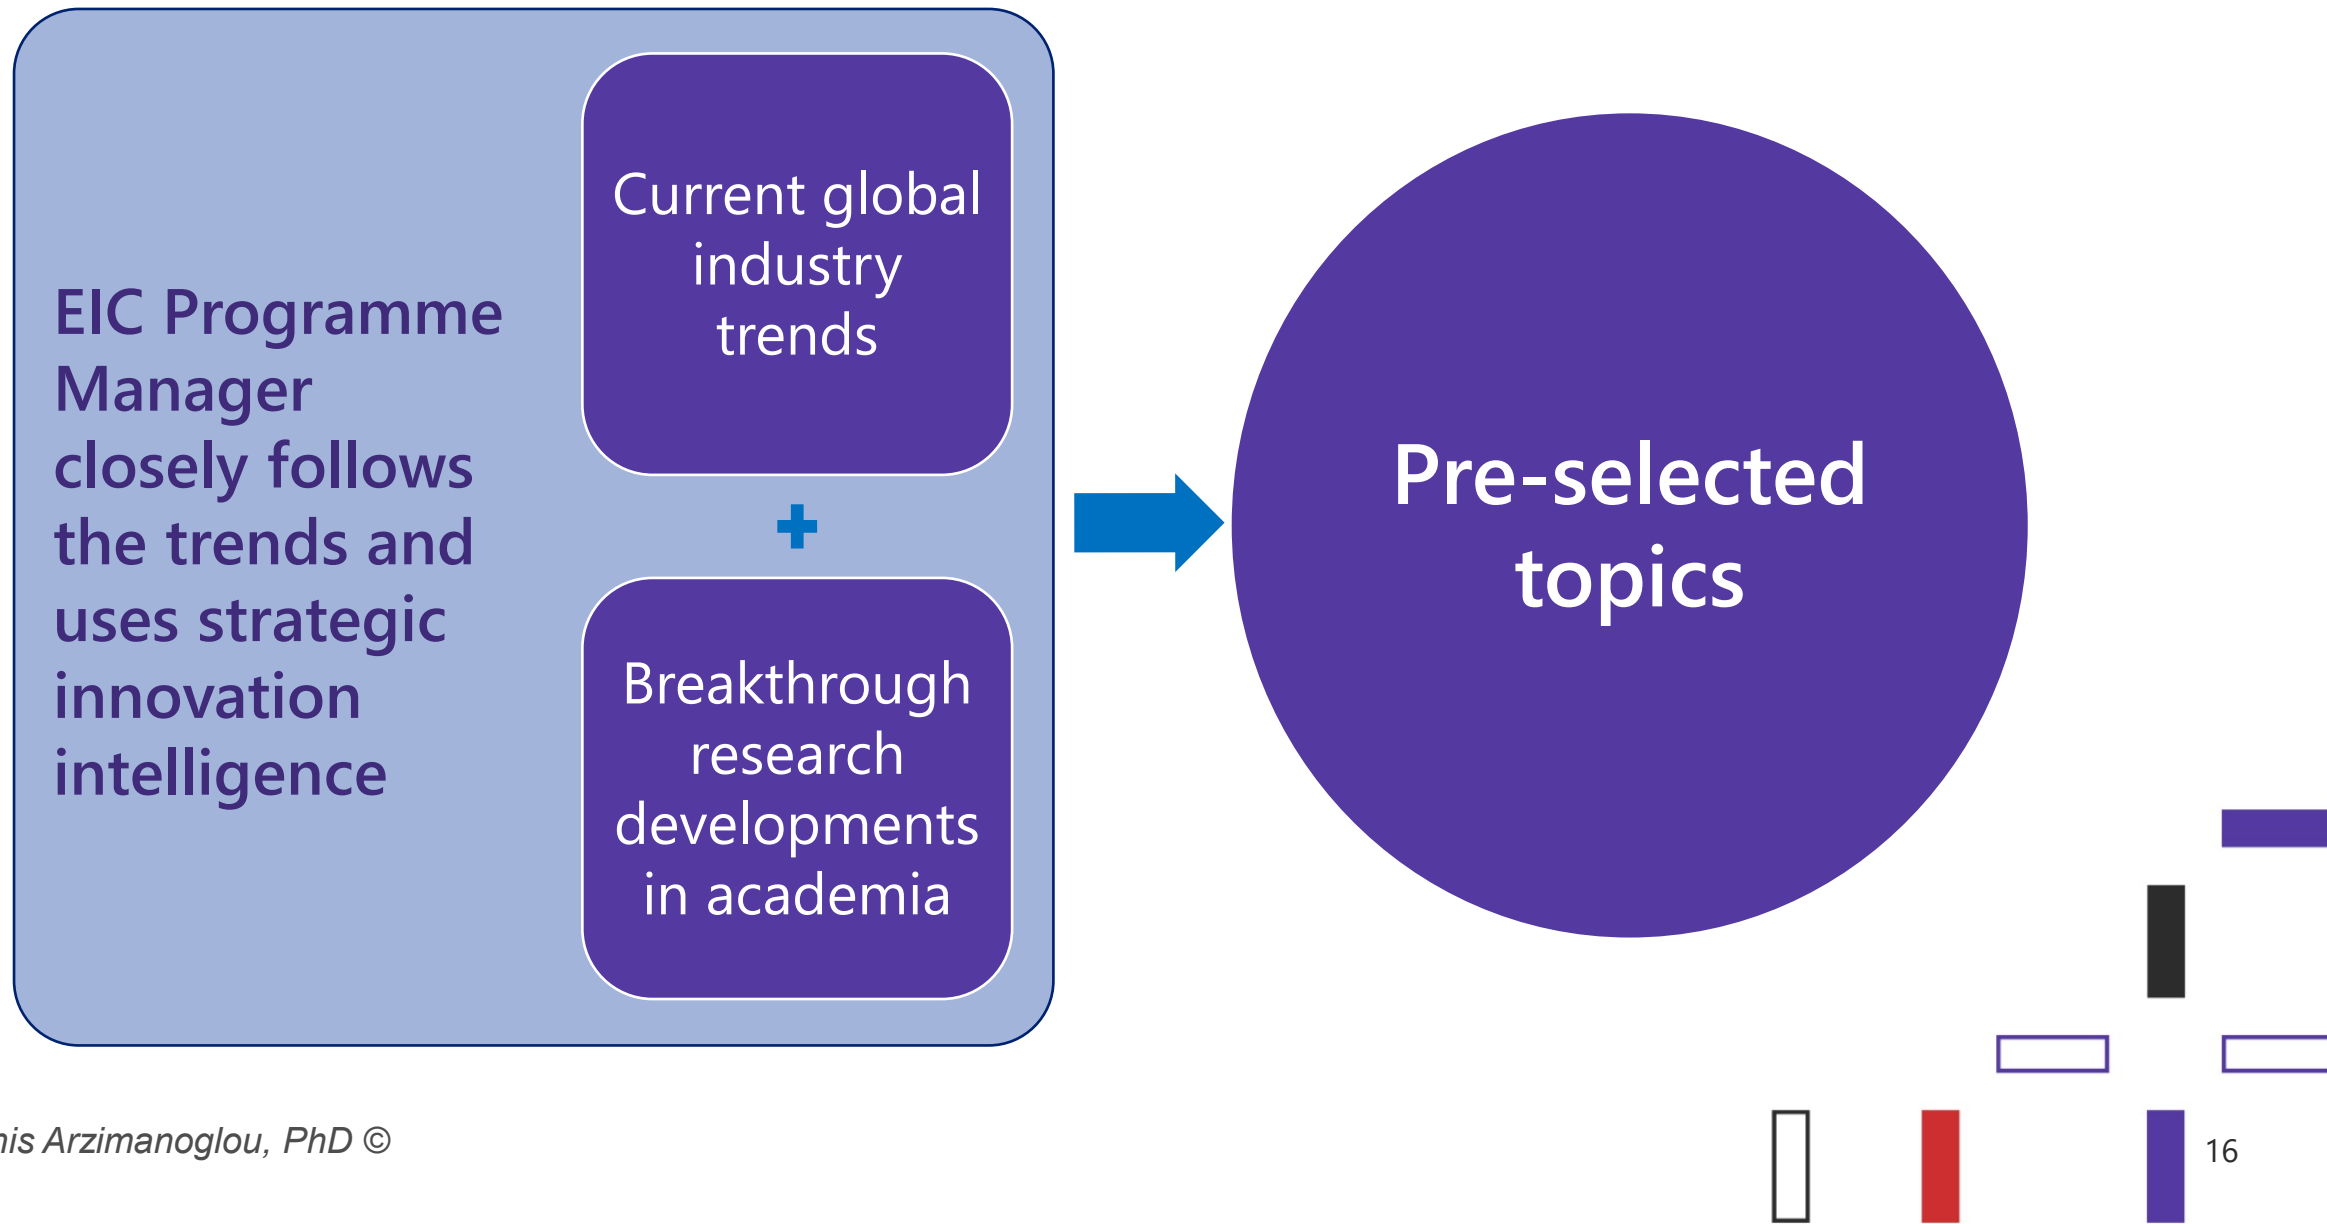 EIC Programme
Manager
closely follows
the trends and
uses strategic
innovation
intelligence
Current global
industry
trends
+
Breakthrough
research
developments
in academia
Pre-selected
topics
Arzimanoglou, PhD ©
16